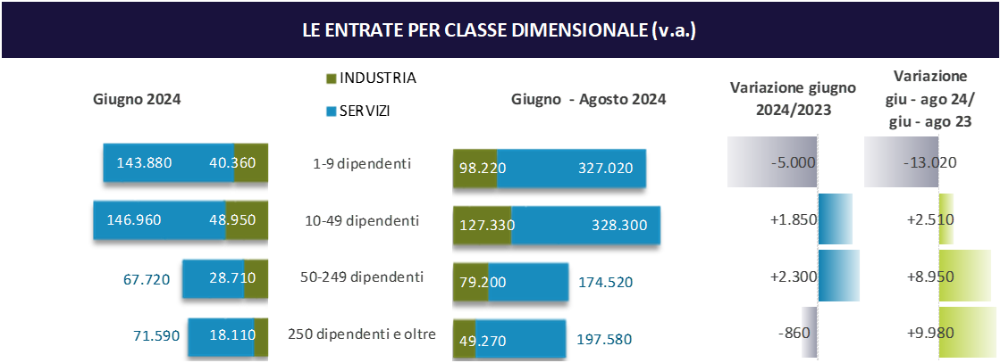 LE ENTRATE PER CLASSE DIMENSIONALE (v.a.)
Giugno 2024
INDUSTRIA
SERVIZI
Giugno - Agosto 2024
Variazione giugno
2024/2023
Variazione
giu - ago 24/
giu - ago 23
143.880 40.360 1-9 dipendenti 98.220 327.020 -5.000 -13.020
146.960 48.950 10-49 dipendenti 127.330 328.300 +1.850 +2.510
67.720 28.710 50-249 dipendenti 79.200 174.520 +2.300 +8.950
71.590 18.110 250 dipendenti e oltre 49.270 197.580 -860 +9.980